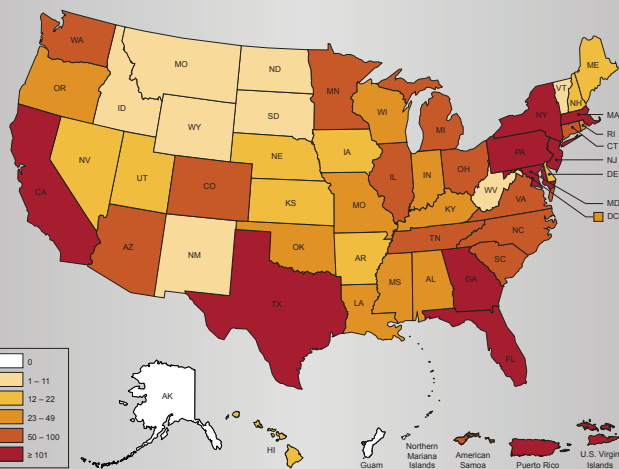 WA
OR
CA
NV
ID
MO
WY
UT
AZ
CO
NM
ND
SD
NE
KS
OK
TX
MN
IA
MO
AR
LA
WI
IL
MI
IN
OH
KY
TN
MS
AL
GA
FL
SC
NC
VA
WV
PA
NY
VT
NH
ME
MA
RI
CT
NJ
DE
MD
DC
0
1 – 11
12 – 22
23 – 49
50 – 100
≥ 101
AK
HI
Guam
Northern
Mariana
Islands
American
Samoa
Puerto Rico
U.S. Virgin
Islands